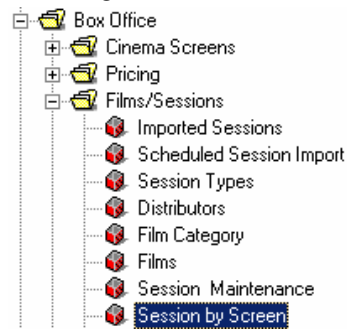 Box Office
Cinema Screens
Pricing
Films/Sessions
Imported Sessions
Scheduled Session Import
Session Types
Distributors
Film Category
Films
Session Maintenance
Session by Screen